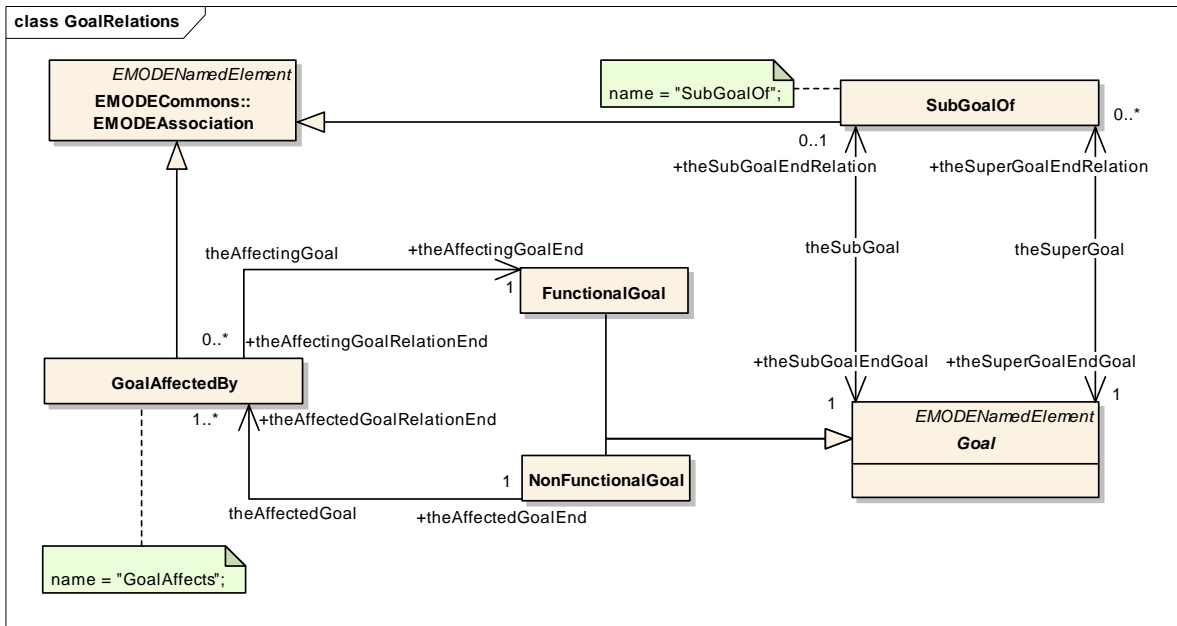 class GoalRelations
EMODENamedElement
EMODECommons::
EMODEAssociation
name = "SubGoalOf";
SubGoalOf
0..1
0..*
+theSubGoalEndRelation
+theSuperGoalEndRelation
theSubGoal
theSuperGoal
theAffectingGoal
+theAffectingGoalEnd
1
FunctionalGoal
0..*
+theAffectingGoalRelationEnd
GoalAffectedBy
1..*
+theAffectedGoalRelationEnd
+theSubGoalEndGoal
+theSuperGoalEndGoal
1
1
EMODENamedElement
Goal
1
NonFunctionalGoal
theAffectedGoal
+theAffectedGoalEnd
name = "GoalAffects";